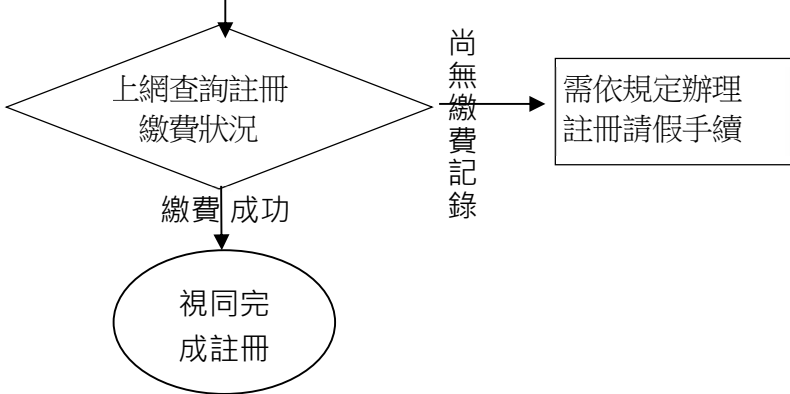 上網查詢註冊
繳費狀況
尚無繳費記錄
需依規定辦理
註冊請假手續
繳費 成功
視同完
成註冊